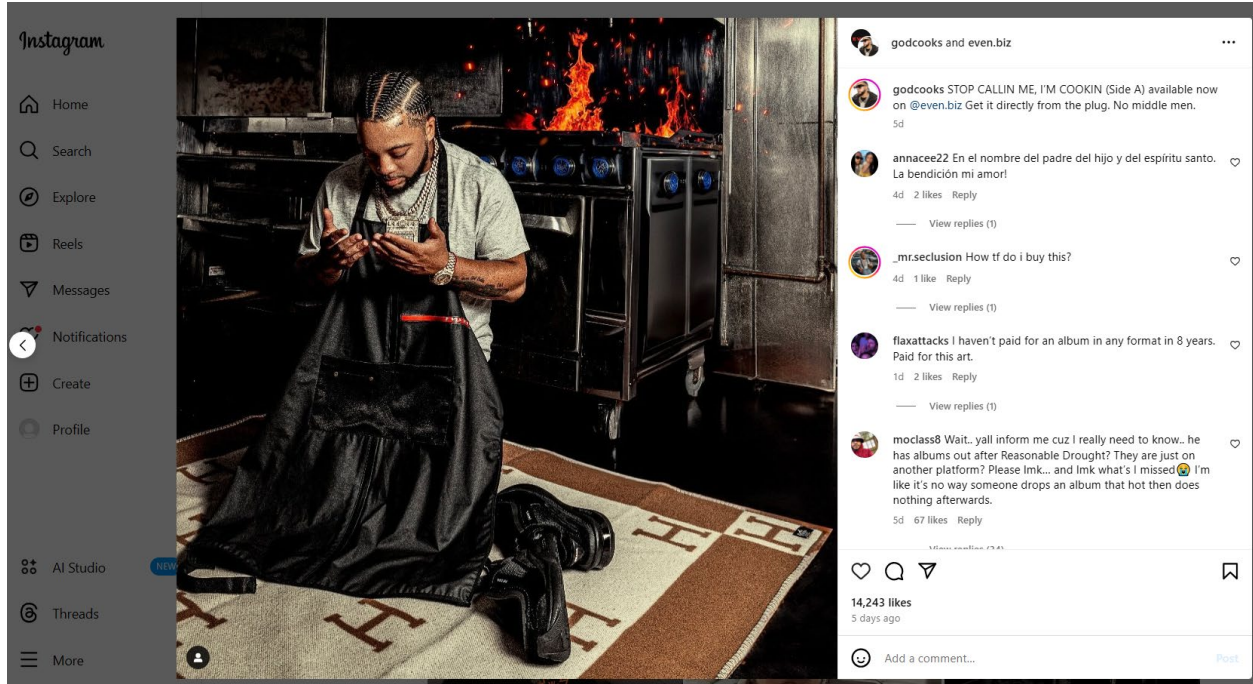 Instagram
Home
Search
Explore
Reels
Messages
Notifications
Create
Profile
AI Studio
NEW
Threads
More
H
H
H
H
H
H
godcooks and even.biz
godcooks STOP CALLIN ME, I'M COOKIN (Side A) available now
on @even.biz Get it directly from the plug. No middle men.
5d
annacee22 En el nombre del padre del hijo y del espíritu santo.
La bendición mi amor!
4d 2 likes Reply
View replies (1)
_mr.seclusion How tf do i buy this?
4d 1 like Reply
View replies (1)
flaxattacks I haven't paid for an album in any format in 8 years.
Paid for this art.
1d 2 likes Reply
View replies (1)
moclass8 Wait.. yall inform me cuz I really need to know.. he
has albums out after Reasonable Drought? They are just on
another platform? Please lmk... and lmk what's I missed😭 I'm
like it's no way someone drops an album that hot then does
nothing afterwards.
5d 67 likes Reply
View replies (24)
14,243 likes
5 days ago
Add a comment...
Post